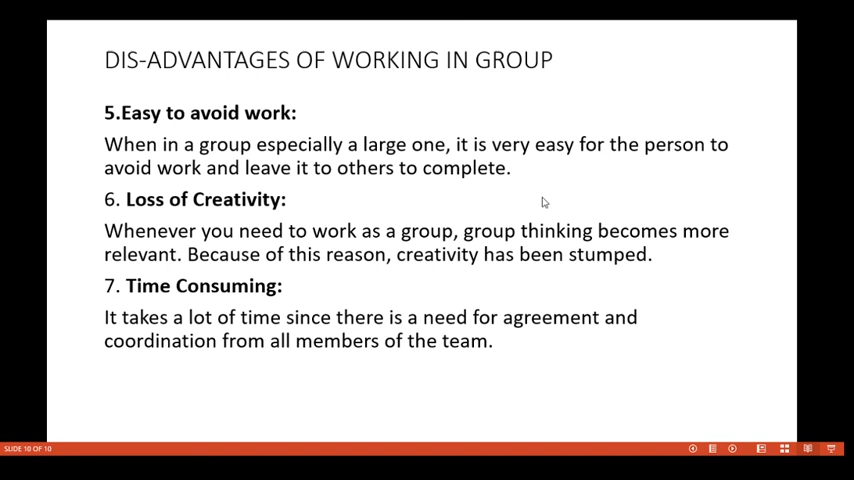 DIS-ADVANTAGES OF WORKING IN GROUP
5.Easy to avoid work:
When in a group especially a large one, it is very easy for the person to
avoid work and leave it to others to complete.
6. Loss of Creativity:
Whenever you need to work as a group, group thinking becomes more
relevant. Because of this reason, creativity has been stumped.
7. Time Consuming:
It takes a lot of time since there is a need for agreement and
coordination from all members of the team.
SLIDE 10 OF 10